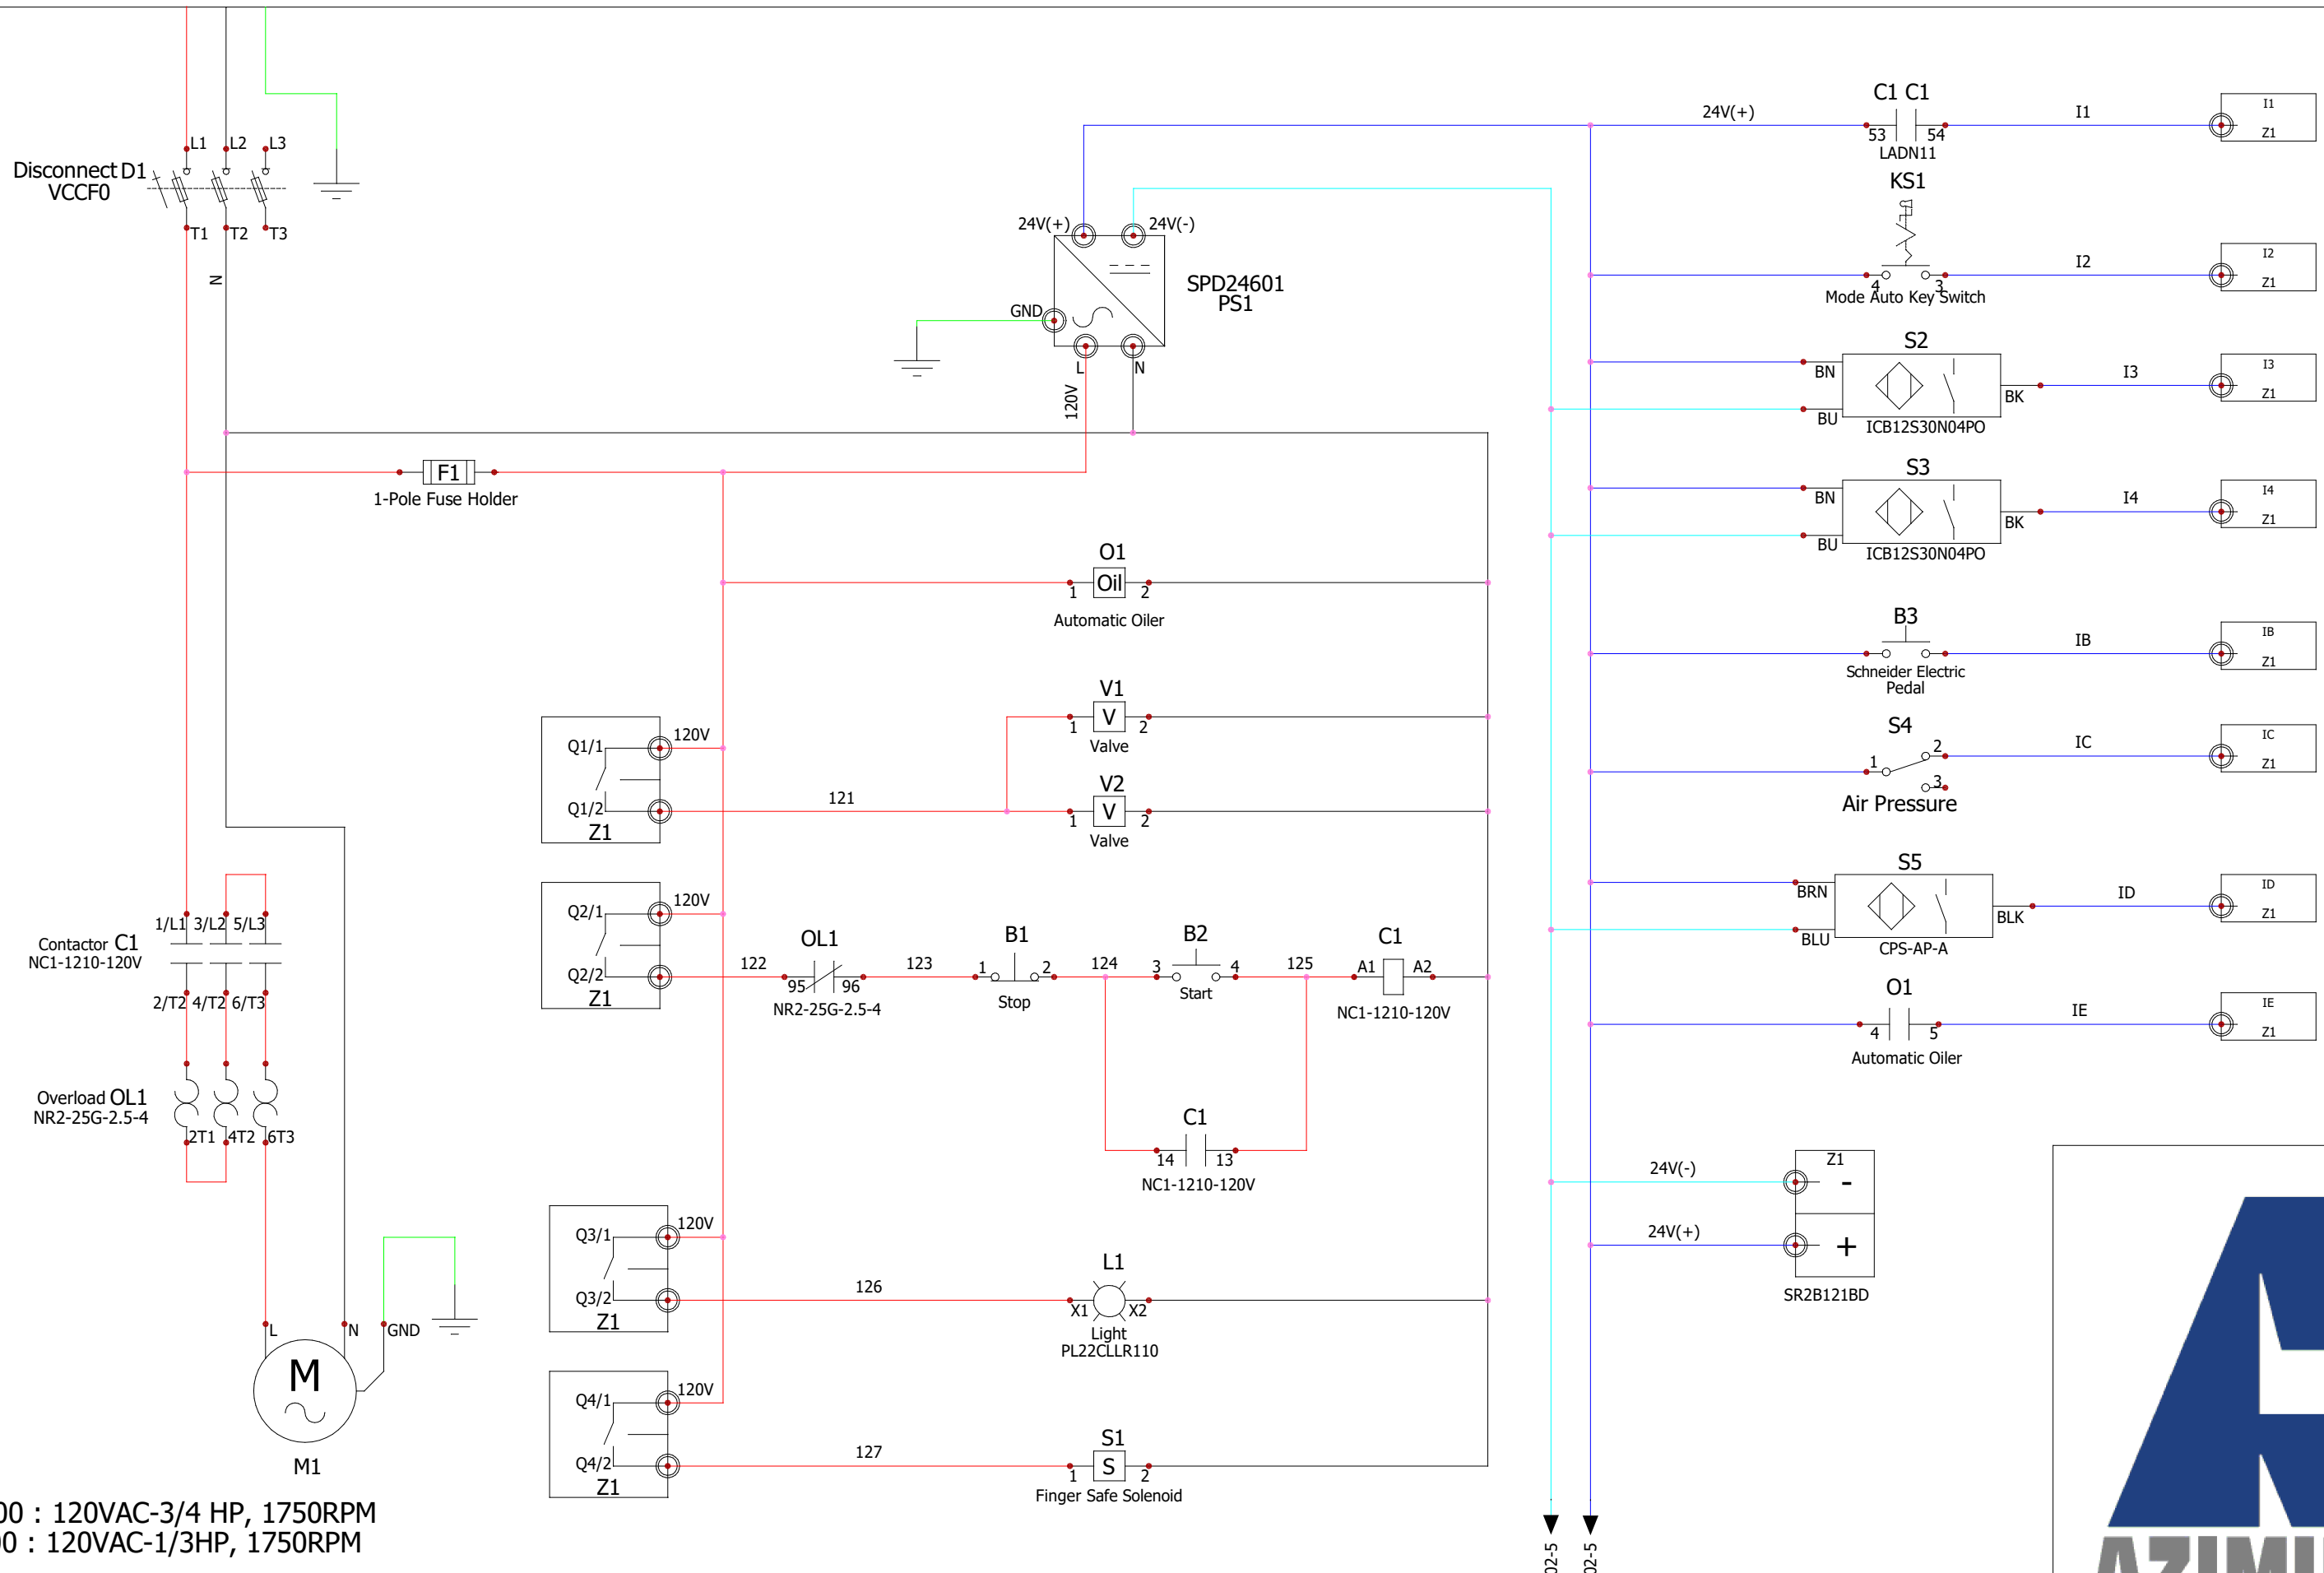 L1
L2
L3
Disconnect D1
VCCF0
T1
T2
T3
N
24V(+)
24V(-)
SPD24601
PS1
GND
L
N
120V
F1
1-Pole Fuse Holder
O1
Oil
1
2
Automatic Oiler
V1
V
1
2
Valve
V2
V
1
2
Valve
Q1/1
120V
Q1/2
Z1
121
Q2/1
120V
Q2/2
Z1
122
OL1
95
96
NR2-25G-2.5-4
123
B1
1
2
Stop
124
B2
3
4
Start
125
C1
A1
A2
NC1-1210-120V
C1
14
13
NC1-1210-120V
1/L1 3/L2 5/L3
Contactor C1
NC1-1210-120V
2/T2 4/T2 6/T3
Overload OL1
NR2-25G-2.5-4
2T1
4T2
6T3
L
N
GND
M
M1
Q3/1
120V
Q3/2
Z1
126
L1
X1
X2
Light
PL22CLLR110
Q4/1
120V
Q4/2
Z1
127
S1
S
1
2
Finger Safe Solenoid
00 : 120VAC-3/4 HP, 1750RPM
00 : 120VAC-1/3HP, 1750RPM
24V(+)
C1 C1
53
54
LADN11
I1
I1
Z1
KS1
4
3
Mode Auto Key Switch
I2
I2
Z1
S2
BN
BU
BK
ICB12S30N04PO
I3
I3
Z1
S3
BN
BU
BK
ICB12S30N04PO
I4
I4
Z1
B3
Schneider Electric
Pedal
IB
IB
Z1
S4
1
2
3
Air Pressure
IC
IC
Z1
S5
BRN
BLU
BLK
CPS-AP-A
ID
ID
Z1
O1
4
5
Automatic Oiler
IE
IE
Z1
24V(-)
24V(+)
Z1
-
+
SR2B121BD
02-5
02-5